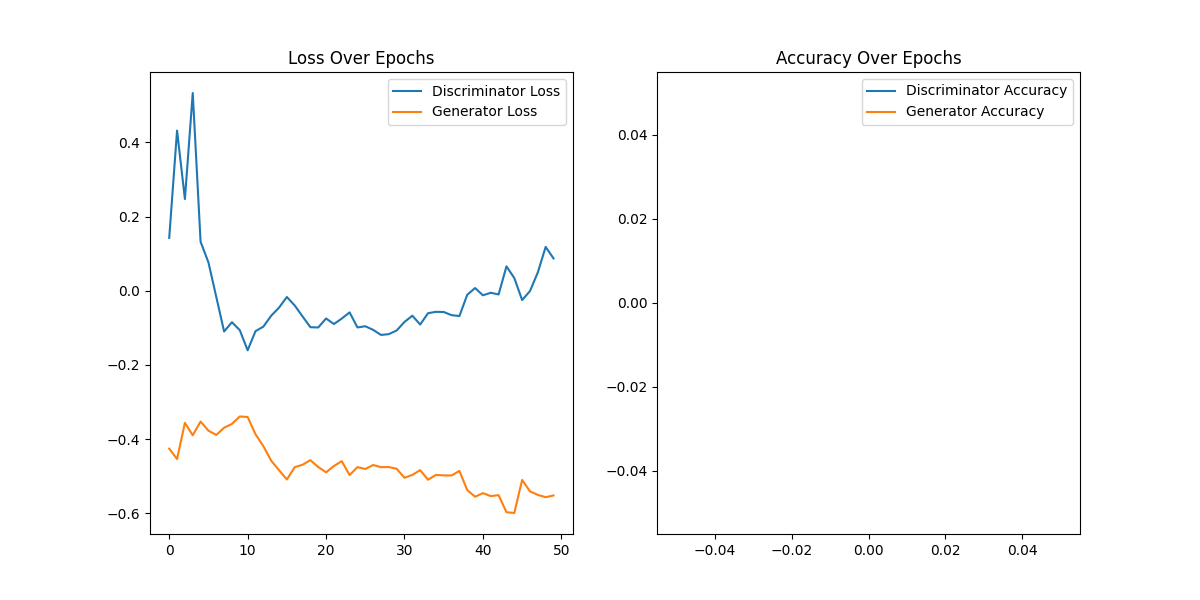 Loss Over Epochs
Discriminator Loss
Generator Loss
0.4
0.2
0.0
−0.2
−0.4
−0.6
0 10 20 30 40 50
Accuracy Over Epochs
Discriminator Accuracy
Generator Accuracy
0.04
0.02
0.00
−0.02
−0.04
−0.04 −0.02 0.00 0.02 0.04